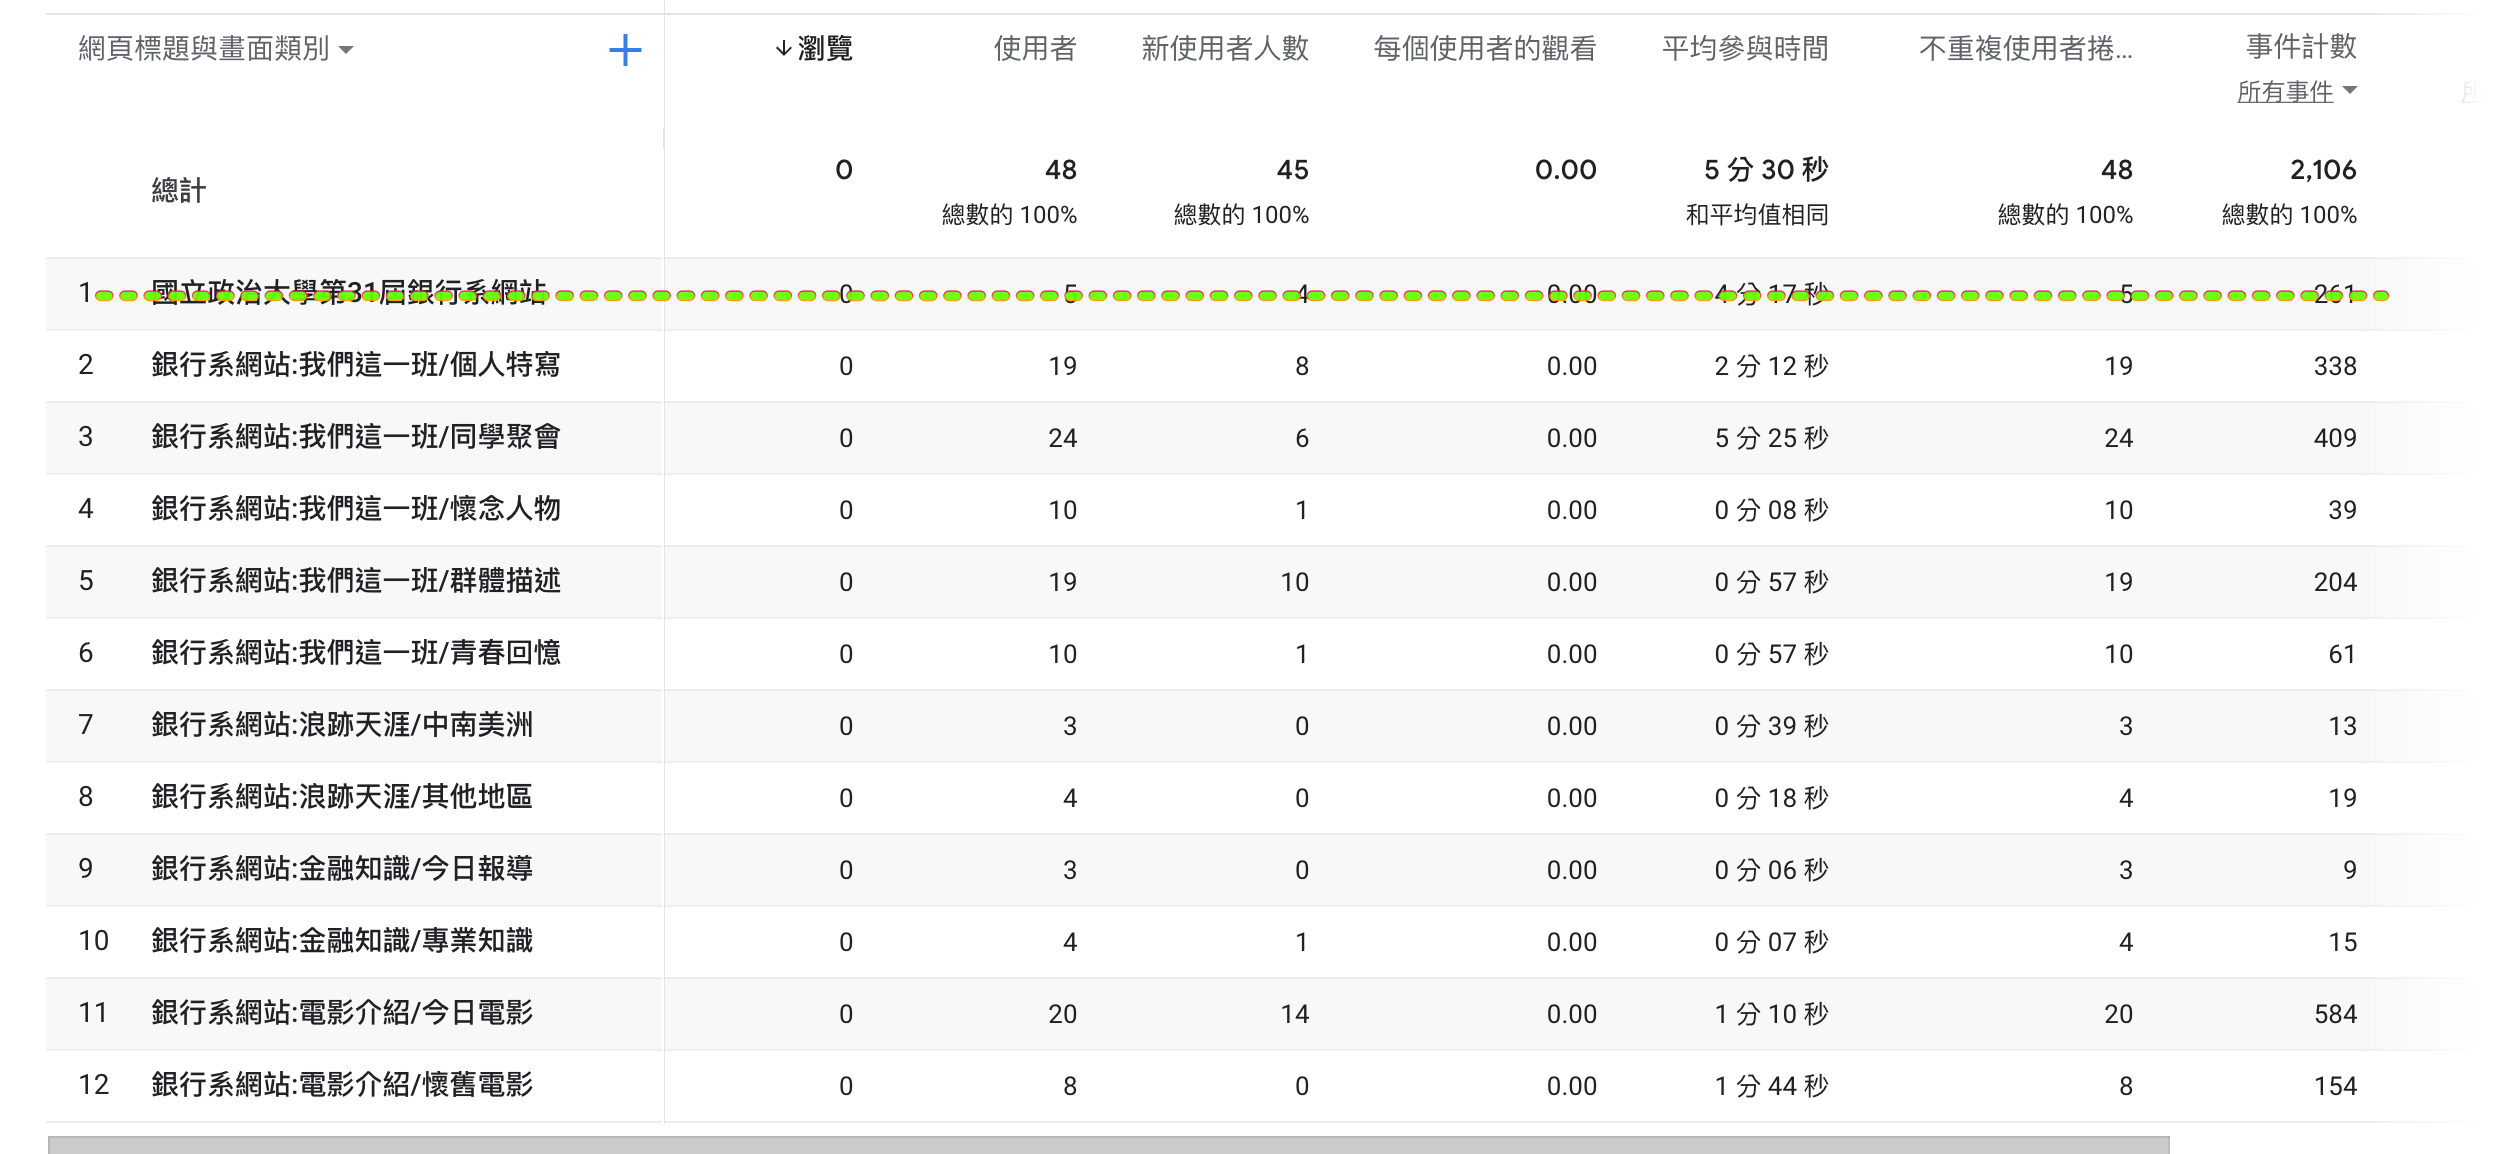 網頁標題與畫面類別 瀏覽 使用者 新使用者人數 每個使用者的觀看 平均參與時間 不重複使用者捲... 事件計數
所有事件 所
總計 0 48 45 0.00 5 分 30 秒 48 2,106
總數的 100% 總數的 100% 和平均值相同 總數的 100% 總數的 100%
1 國立政治大學第31屆銀行系網站 0 5 4 0.00 4 分 17 秒 5 261
2 銀行系網站:我們這一班/個人特寫 0 19 8 0.00 2 分 12 秒 19 338
3 銀行系網站:我們這一班/同學聚會 0 24 6 0.00 5 分 25 秒 24 409
4 銀行系網站:我們這一班/懷念人物 0 10 1 0.00 0 分 08 秒 10 39
5 銀行系網站:我們這一班/群體描述 0 19 10 0.00 0 分 57 秒 19 204
6 銀行系網站:我們這一班/青春回憶 0 10 1 0.00 0 分 57 秒 10 61
7 銀行系網站:浪跡天涯/中南美洲 0 3 0 0.00 0 分 39 秒 3 13
8 銀行系網站:浪跡天涯/其他地區 0 4 0 0.00 0 分 18 秒 4 19
9 銀行系網站:金融知識/今日報導 0 3 0 0.00 0 分 06 秒 3 9
10 銀行系網站:金融知識/專業知識 0 4 1 0.00 0 分 07 秒 4 15
11 銀行系網站:電影介紹/今日電影 0 20 14 0.00 1 分 10 秒 20 584
12 銀行系網站:電影介紹/懷舊電影 0 8 0 0.00 1 分 44 秒 8 154